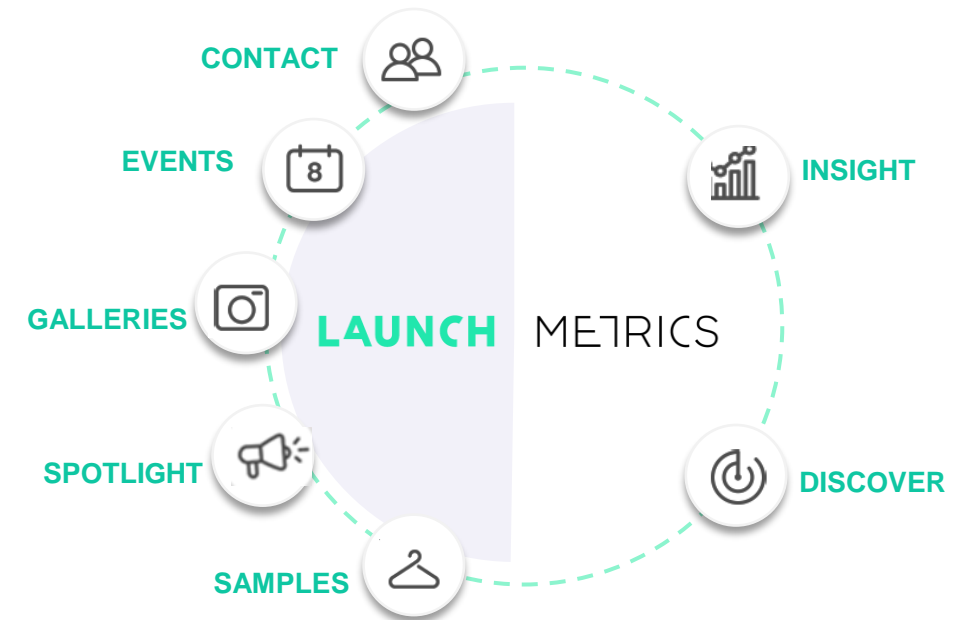 CONTACT
EVENTS
8
INSIGHT
GALLERIES
LAUNCH METRICS
SPOTLIGHT
DISCOVER
SAMPLES